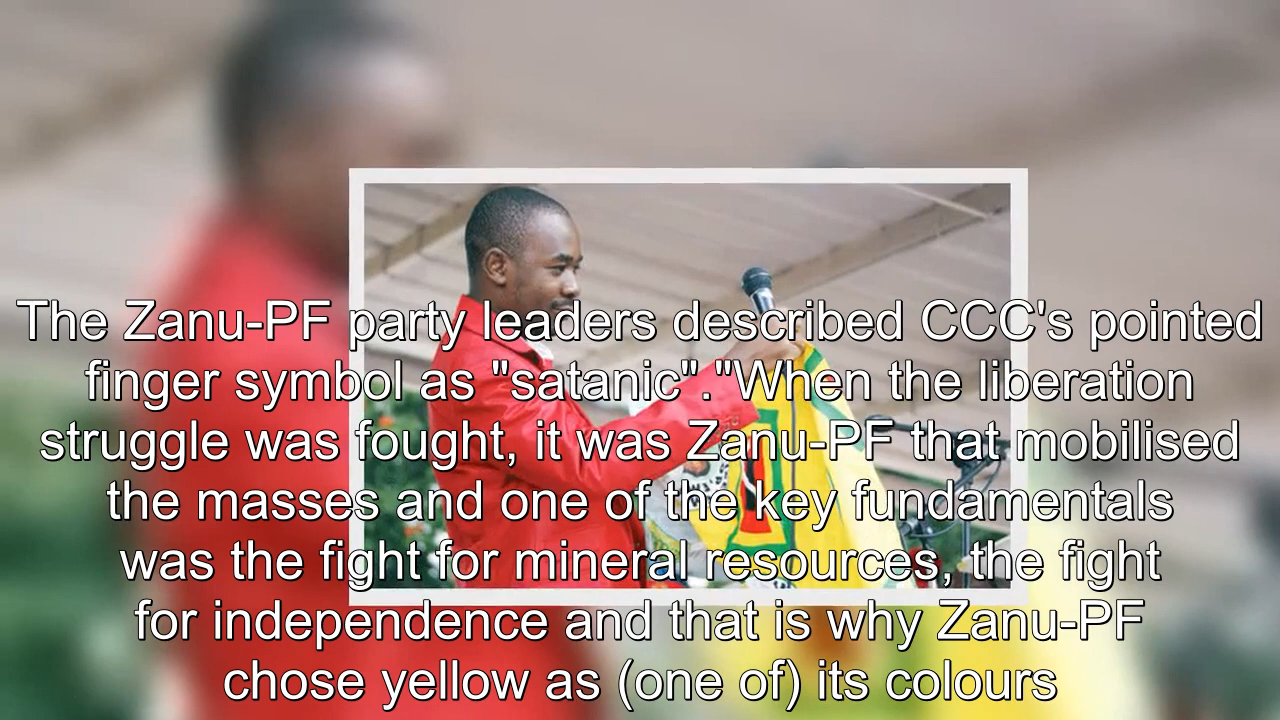 The Zanu-PF party leaders described CCC's pointed
finger symbol as "satanic"."When the liberation
struggle was fought, it was Zanu-PF that mobilised
the masses and one of the key fundamentals
was the fight for mineral resources, the fight
for independence and that is why Zanu-PF
chose yellow as (one of) its colours